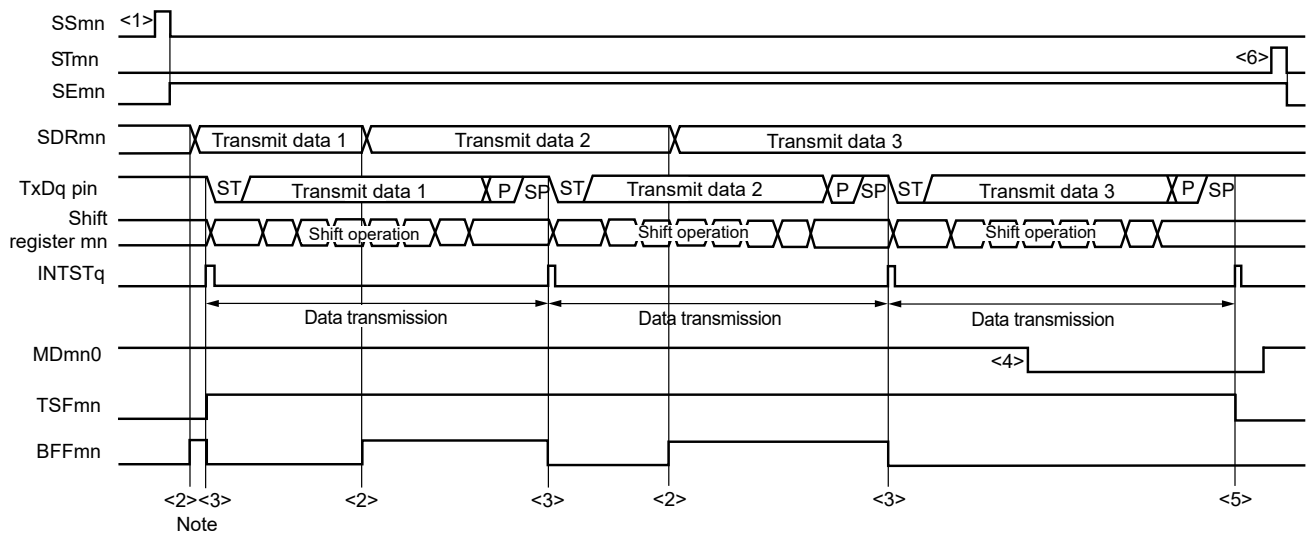 SSmn <1>
STmn <6>
SEmn
SDRmn Transmit data 1 Transmit data 2 Transmit data 3
TxDq pin ST Transmit data 1 P SP ST Transmit data 2 P SP ST Transmit data 3 P SP
Shift
register mn Shift operation Shift operation Shift operation
INTSTq
Data transmission Data transmission Data transmission
MDmn0 <4>
TSFmn
BFFmn
<2> <3> <2> <3> <2> <3> <5>
Note